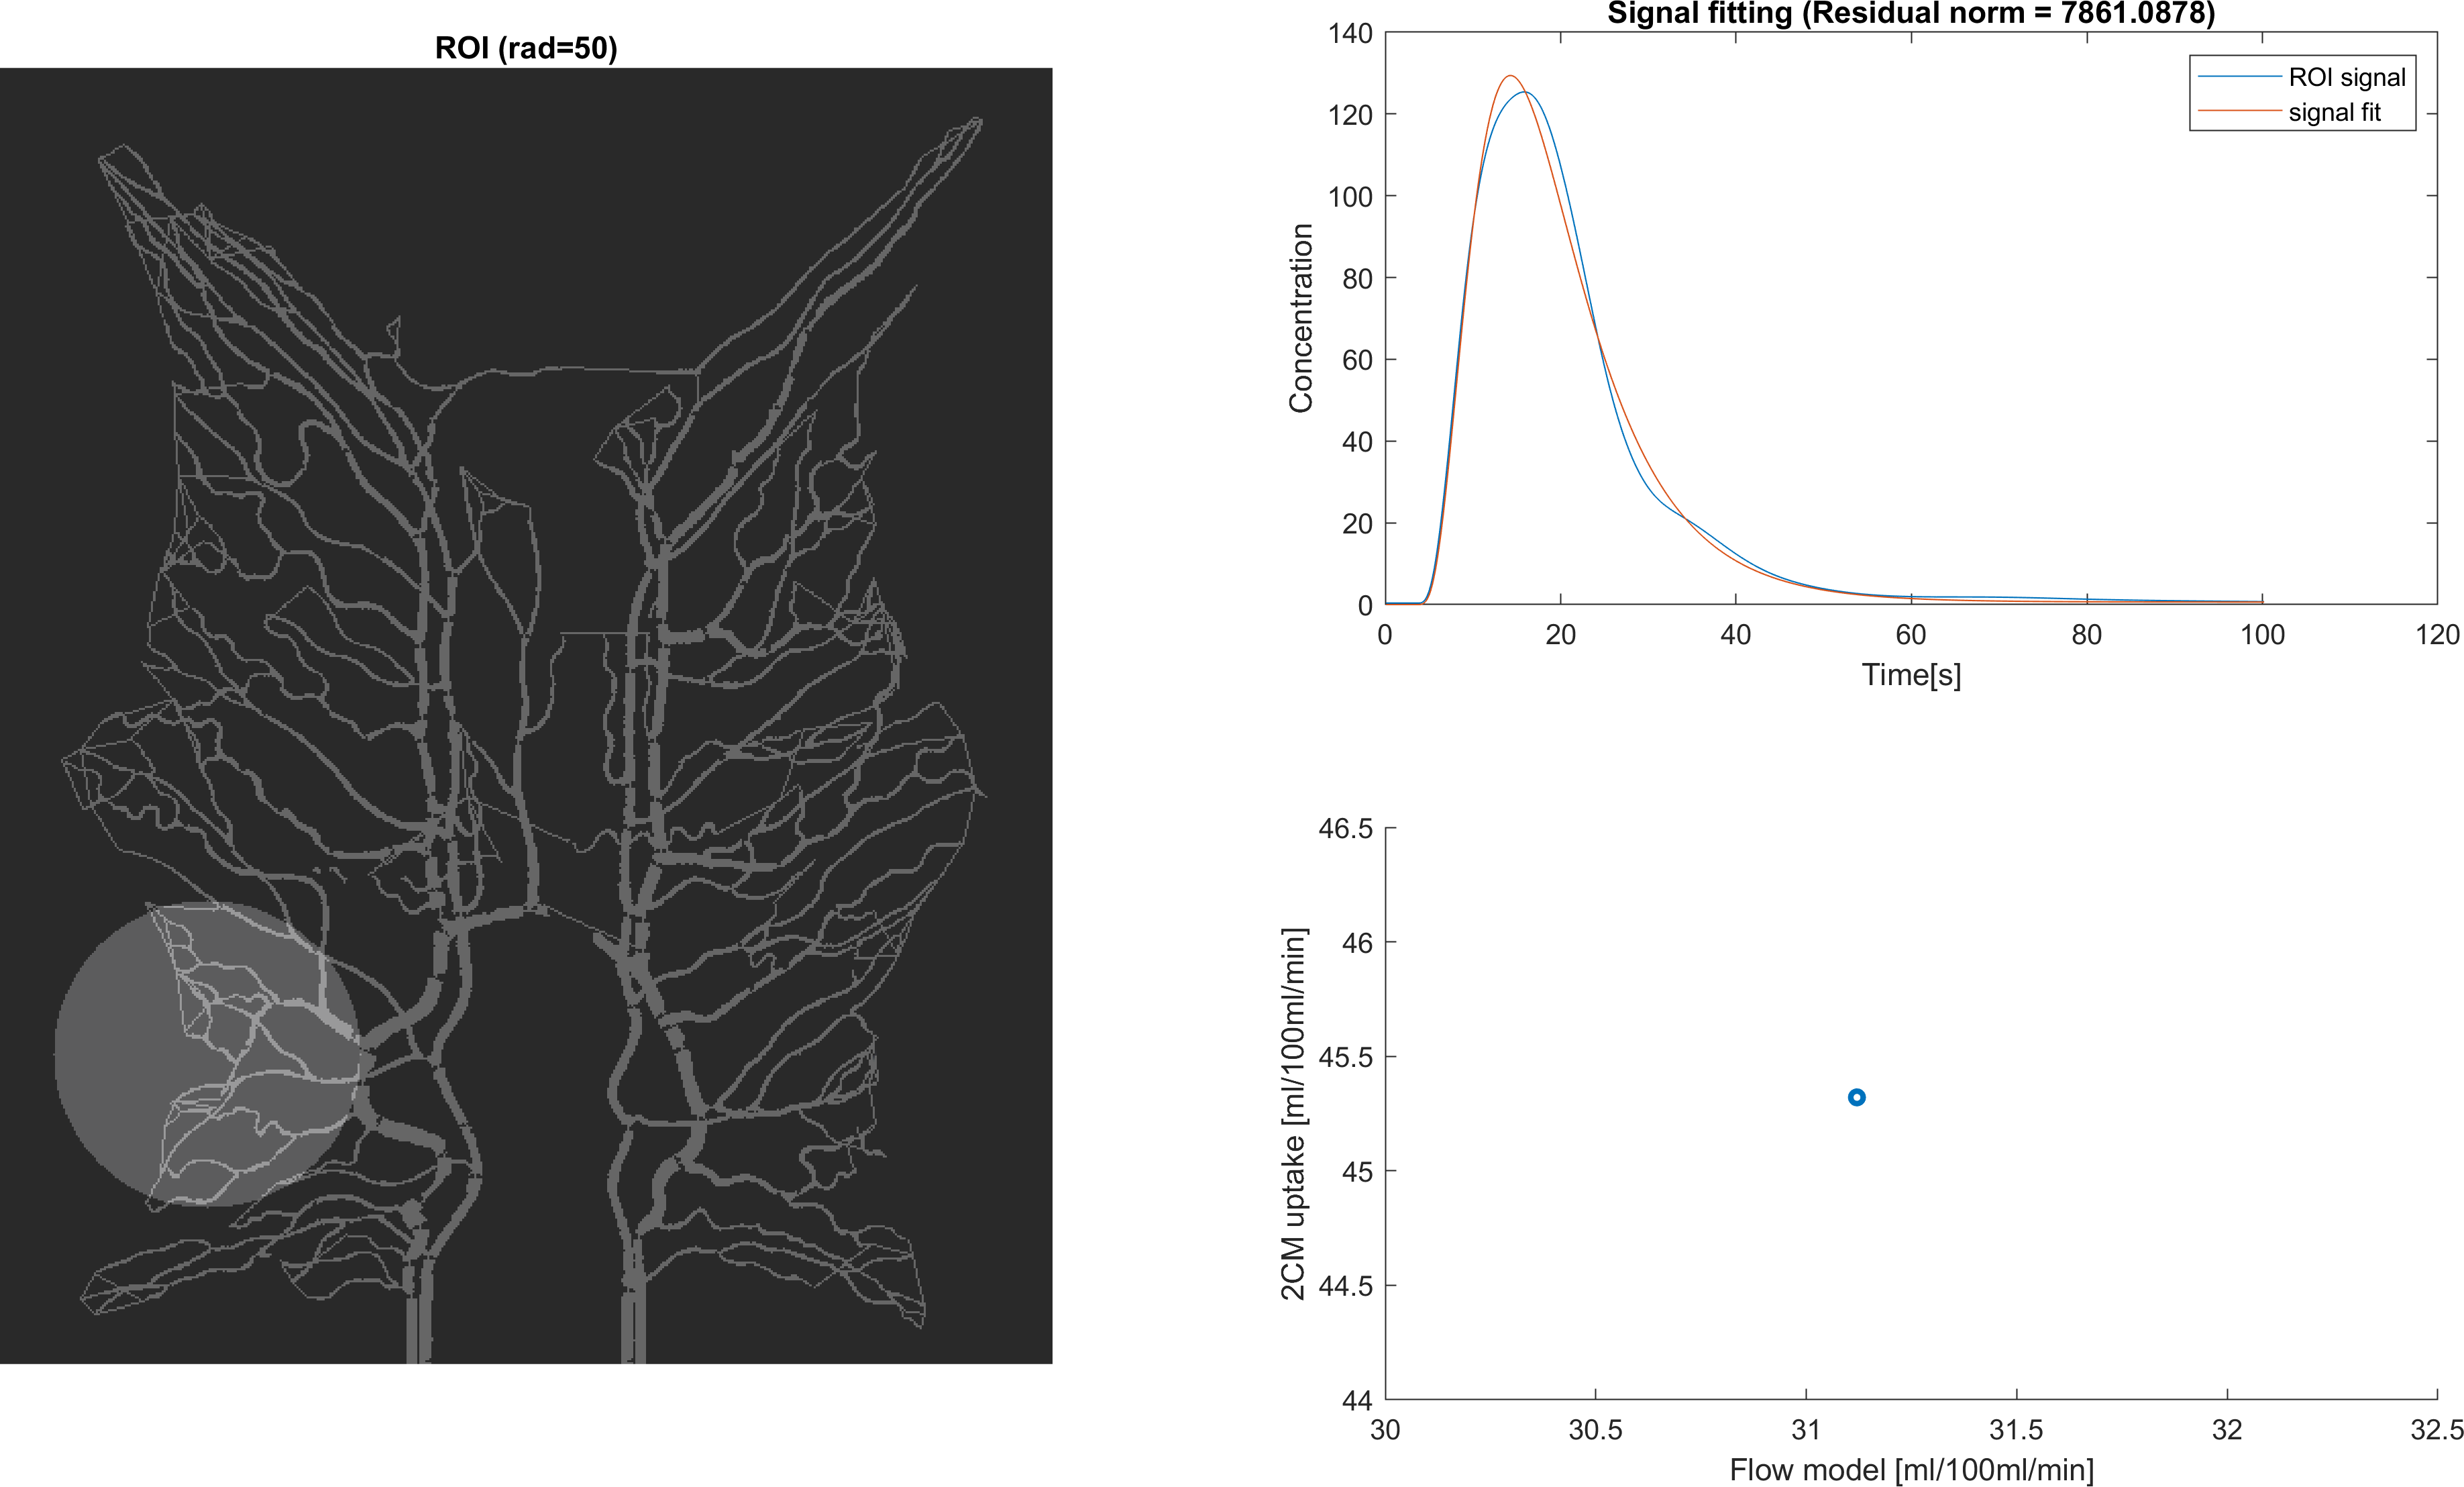 ROI (rad=50)
Signal fitting (Residual norm = 7861.0878)
140
120
100
80
60
40
20
0
Concentration
ROI signal
signal fit
0 20 40 60 80 100 120
Time[s]
46.5
46
45.5
45
44.5
44
2CM uptake [ml/100ml/min]
30 30.5 31 31.5 32 32.5
Flow model [ml/100ml/min]